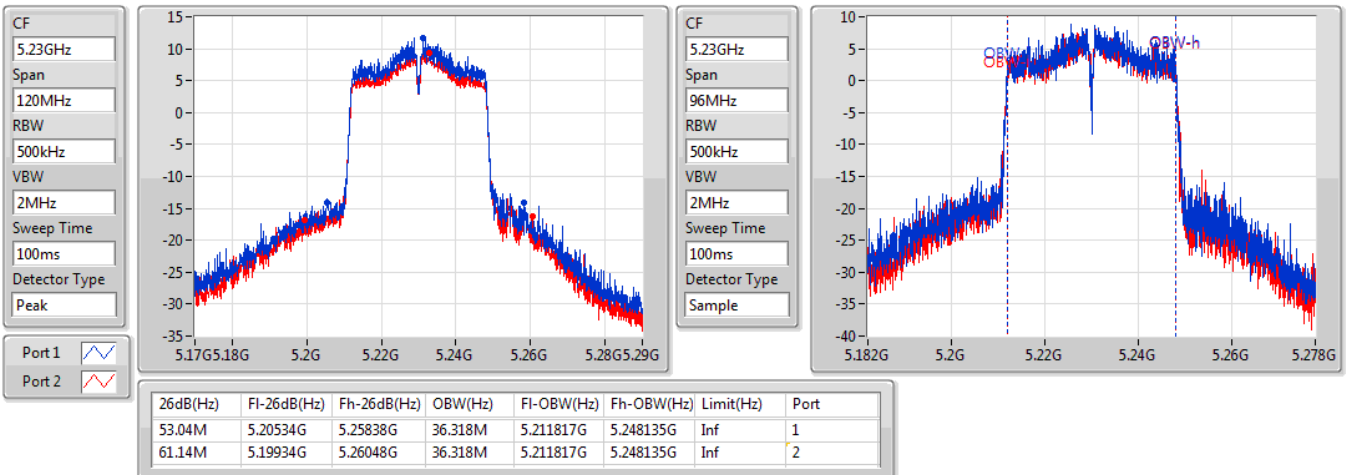 CF
5.23GHz
Span
120MHz
RBW
500kHz
VBW
2MHz
Sweep Time
100ms
Detector Type
Peak
Port 1
Port 2
15
10
5
0
-5
-10
-15
-20
-25
-30
-35
5.17G 5.18G 5.2G 5.22G 5.24G 5.26G 5.28G 5.29G
CF
5.23GHz
Span
96MHz
RBW
500kHz
VBW
2MHz
Sweep Time
100ms
Detector Type
Sample
10
5
0
-5
-10
-15
-20
-25
-30
-35
-40
OBW-h
5.182G 5.2G 5.22G 5.24G 5.26G 5.278G
26dB(Hz) Fl-26dB(Hz) Fh-26dB(Hz) OBW(Hz) Fl-OBW(Hz) Fh-OBW(Hz) Limit(Hz) Port
53.04M 5.20534G 5.25838G 36.318M 5.211817G 5.248135G Inf 1
61.14M 5.19934G 5.26048G 36.318M 5.211817G 5.248135G Inf 2